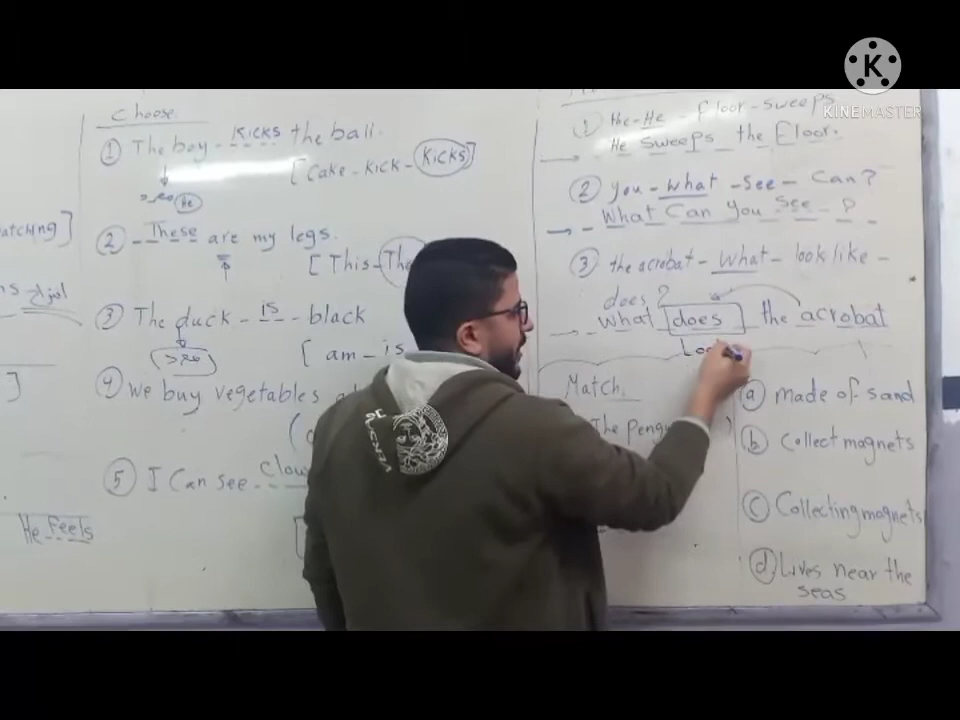 KINEMASTER
Choose
① The boy - kicks the ball.
[Cake - kick - Kicks]
He
② These are my legs.
[This - The
③ The duck - is - black
[am - is
④ We buy vegetables
⑤ I Can see - clow
He feels
① the - He - floor - sweeps
He sweeps the Floor.
② you - what - see - Can?
What Can you see ?
③ the acrobat - what - look like -
does?
What does the acrobat
Loo
Match.
The Pengu
ⓐ made of sand
ⓑ Collect magnets
ⓒ Collecting magnets
ⓓ Lives near the
seas